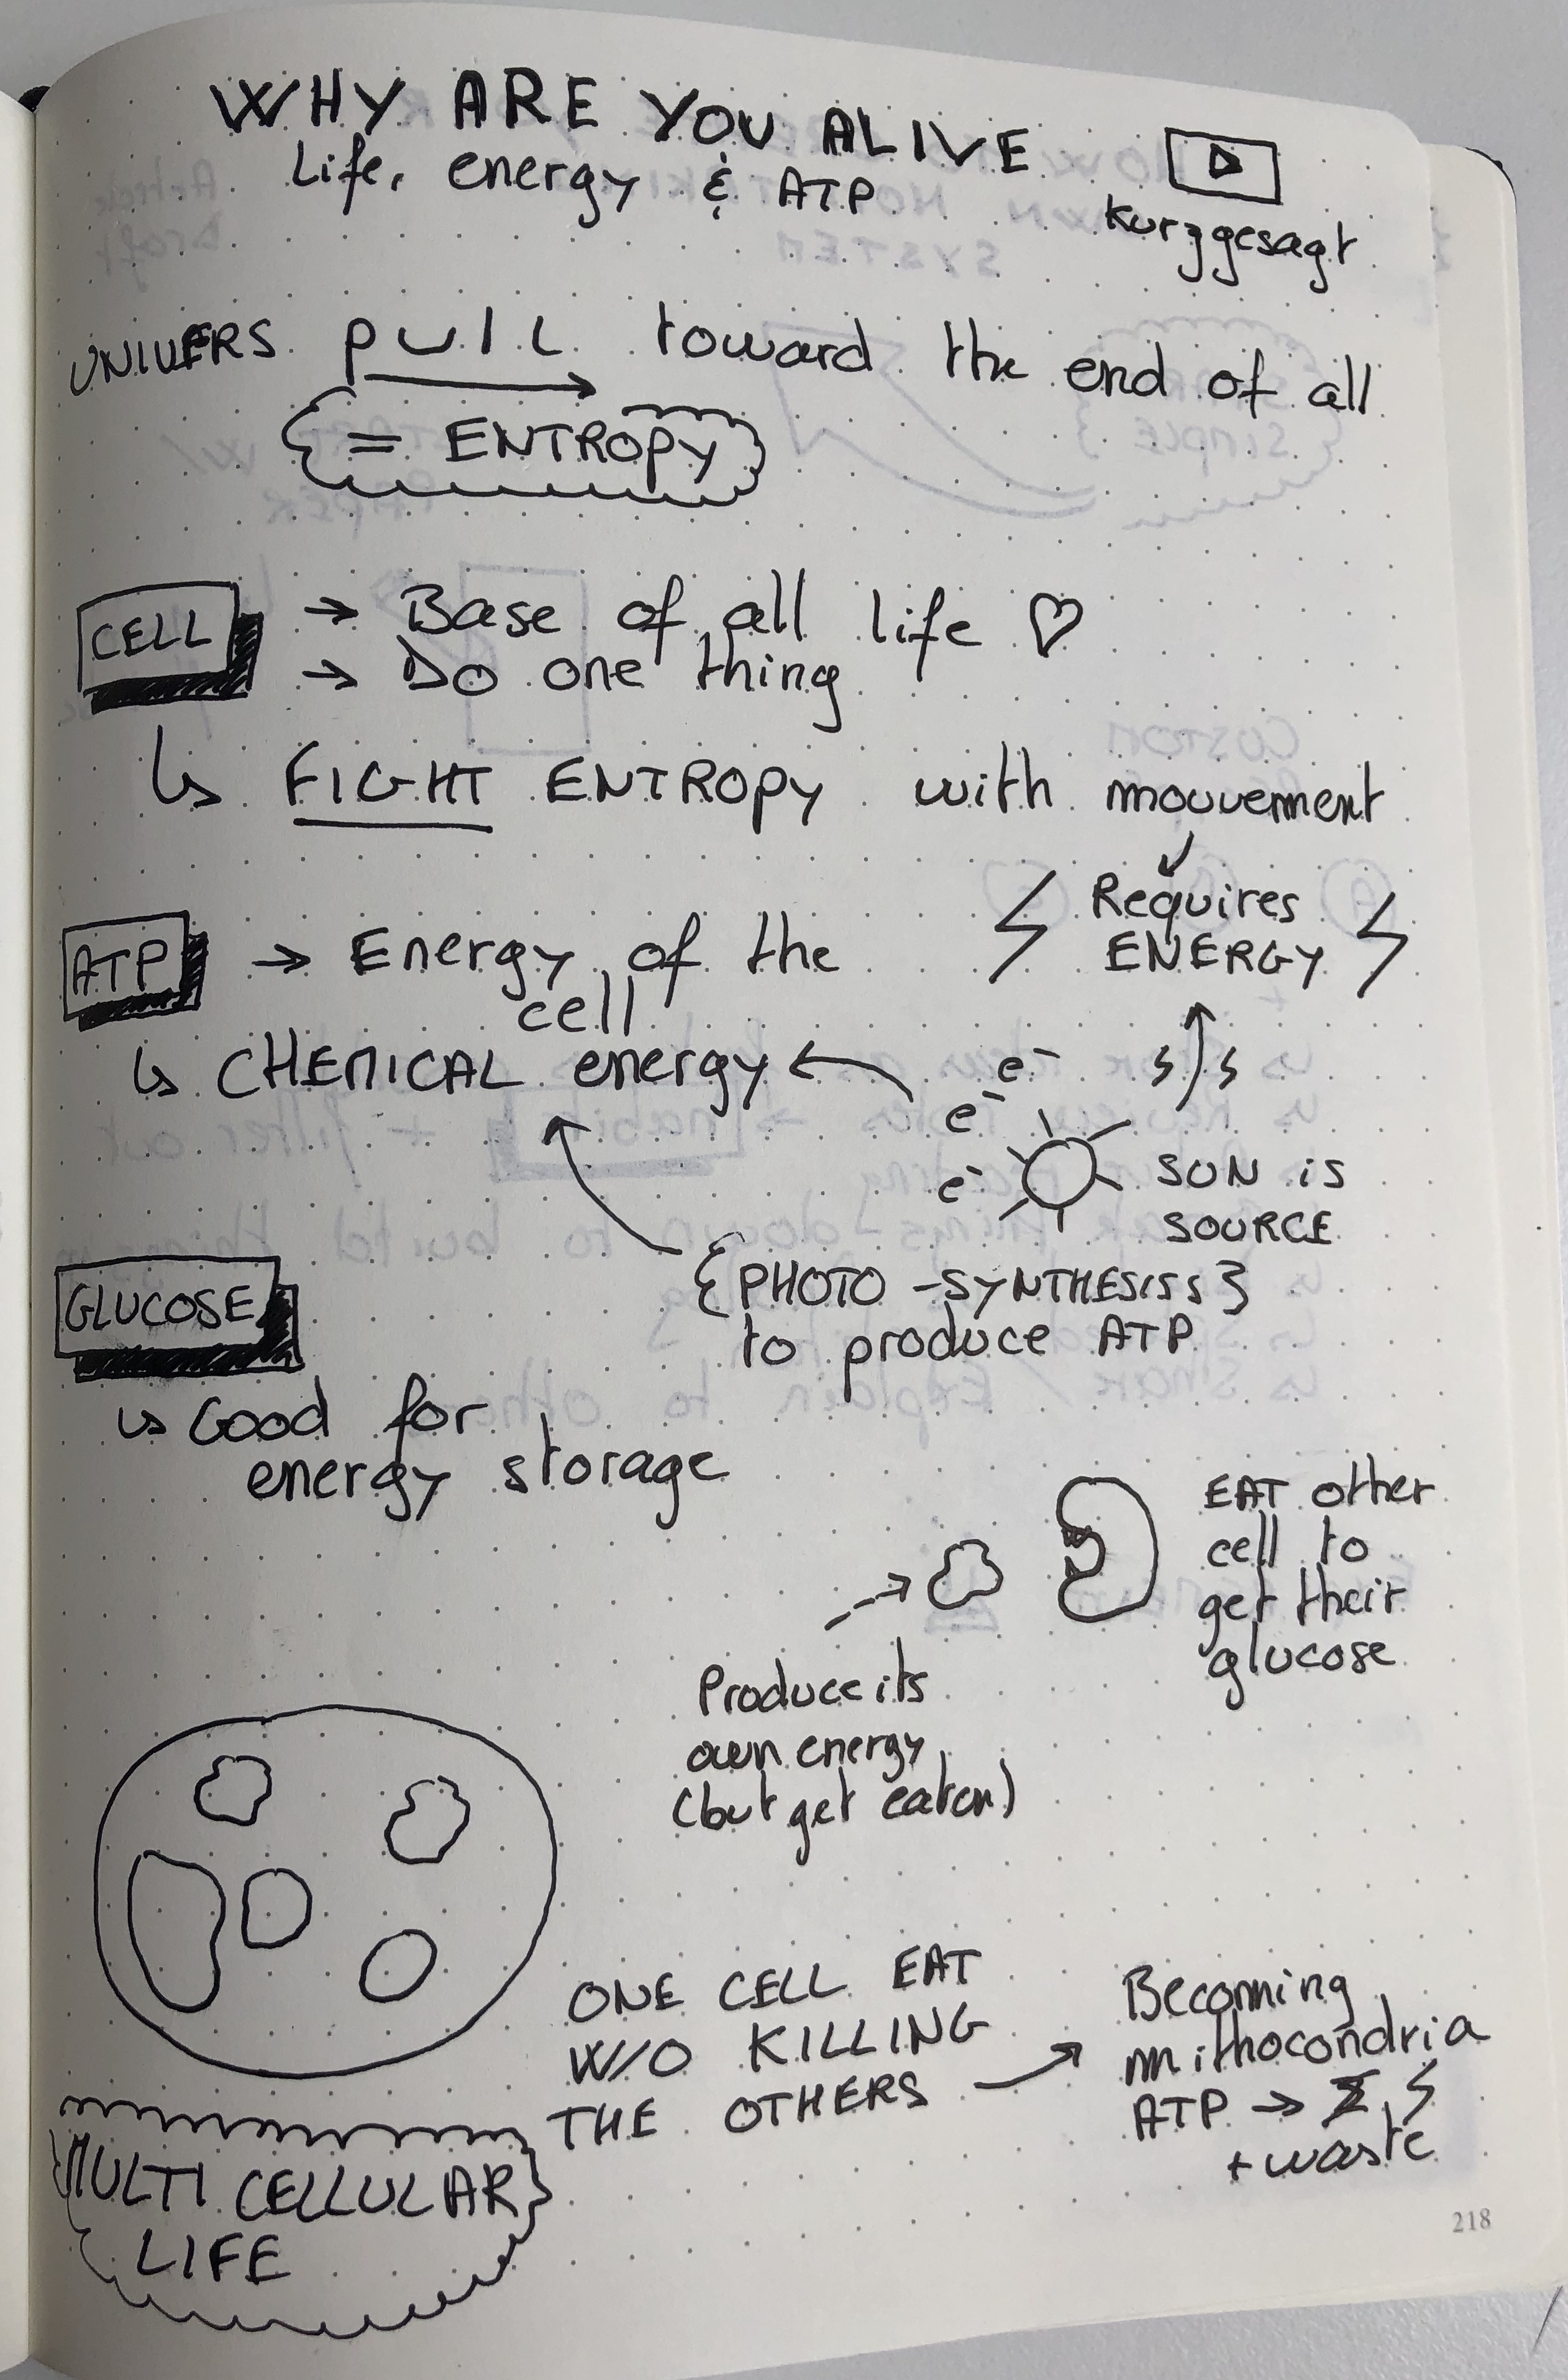 WHY ARE YOU ALIVE
Life, energy & ATP
kurzgesagt
UNIVERS pull toward the end of all
= ENTROPY
CELL
→ Base of all life ♡
→ Do one thing
↳ FIGHT ENTROPY with mouvement
Requires
ENERGY
ATP
→ Energy of the
cell
↳ CHEMICAL energy ←
e-
e-
e-
SUN is
SOURCE
{PHOTO-SYNTHESISS}
to produce ATP
GLUCOSE
↳ Good for
energy storage
EAT other
cell to
get their
glucose
Produce its
own energy
(but get eaten)
ONE CELL EAT
W/O KILLING
THE OTHERS →
Becoming
mithocondria
ATP →
+ waste
MULTI CELLULAR
LIFE
218